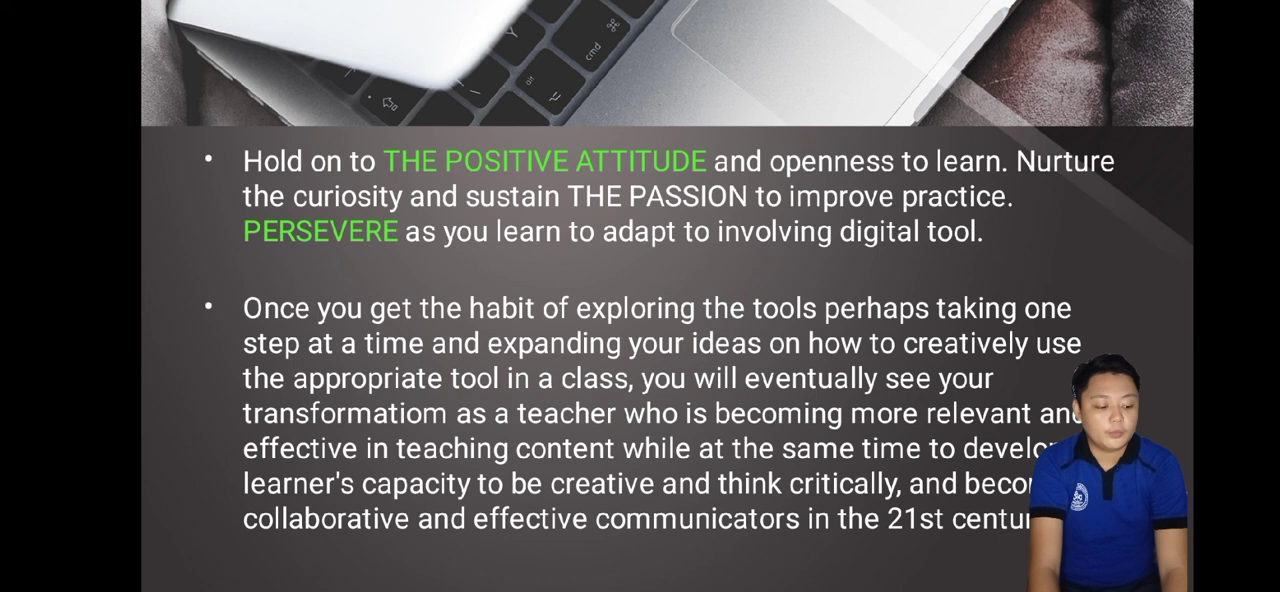 cmd
alt
Hold on to THE POSITIVE ATTITUDE and openness to learn. Nurture
the curiosity and sustain THE PASSION to improve practice.
PERSEVERE as you learn to adapt to involving digital tool.
Once you get the habit of exploring the tools perhaps taking one
step at a time and expanding your ideas on how to creatively use
the appropriate tool in a class, you will eventually see your
transformatiom as a teacher who is becoming more relevant and
effective in teaching content while at the same time to develop
learner's capacity to be creative and think critically, and
collaborative and effective communicators in the 21st